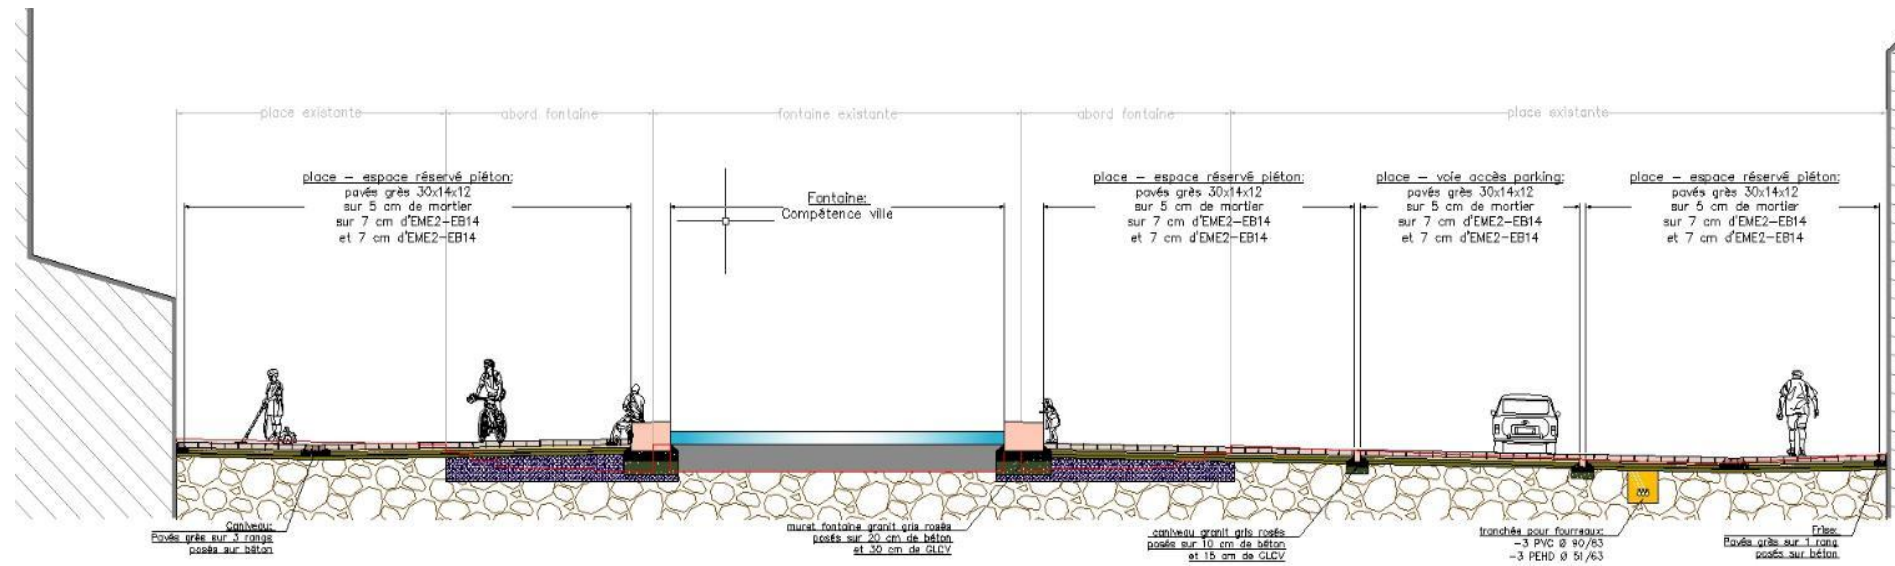 place existante
abord fontaine
fontaine existante
abord fontaine
place existante
place – espace réservé piéton:
pavés grès 30x14x12
sur 5 cm de mortier
sur 7 cm d'EME2–EB14
et 7 cm d'EME2–EB14
Fontaine:
Compétence ville
place – espace réservé piéton:
pavés grès 30x14x12
sur 5 cm de mortier
sur 7 cm d'EME2–EB14
et 7 cm d'EME2–EB14
place – voie accès parking:
pavés grès 30x14x12
sur 5 cm de mortier
sur 7 cm d'EME2–EB14
et 7 cm d'EME2–EB14
place – espace réservé piéton:
pavés grès 30x14x12
sur 5 cm de mortier
sur 7 cm d'EME2–EB14
et 7 cm d'EME2–EB14
Caniveau:
Pavés grès sur 3 rangs
posés sur béton
muret fontaine granit gris rosés
posés sur 20 cm de béton
et 30 cm de GLCV
caniveau granit gris rosés
posés sur 10 cm de béton
et 15 cm de GLCV
tranchée pour fourreaux:
–3 PVC Ø 90/83
–3 PEHD Ø 51/63
Frise:
Pavés grès sur 1 rang
posés sur béton